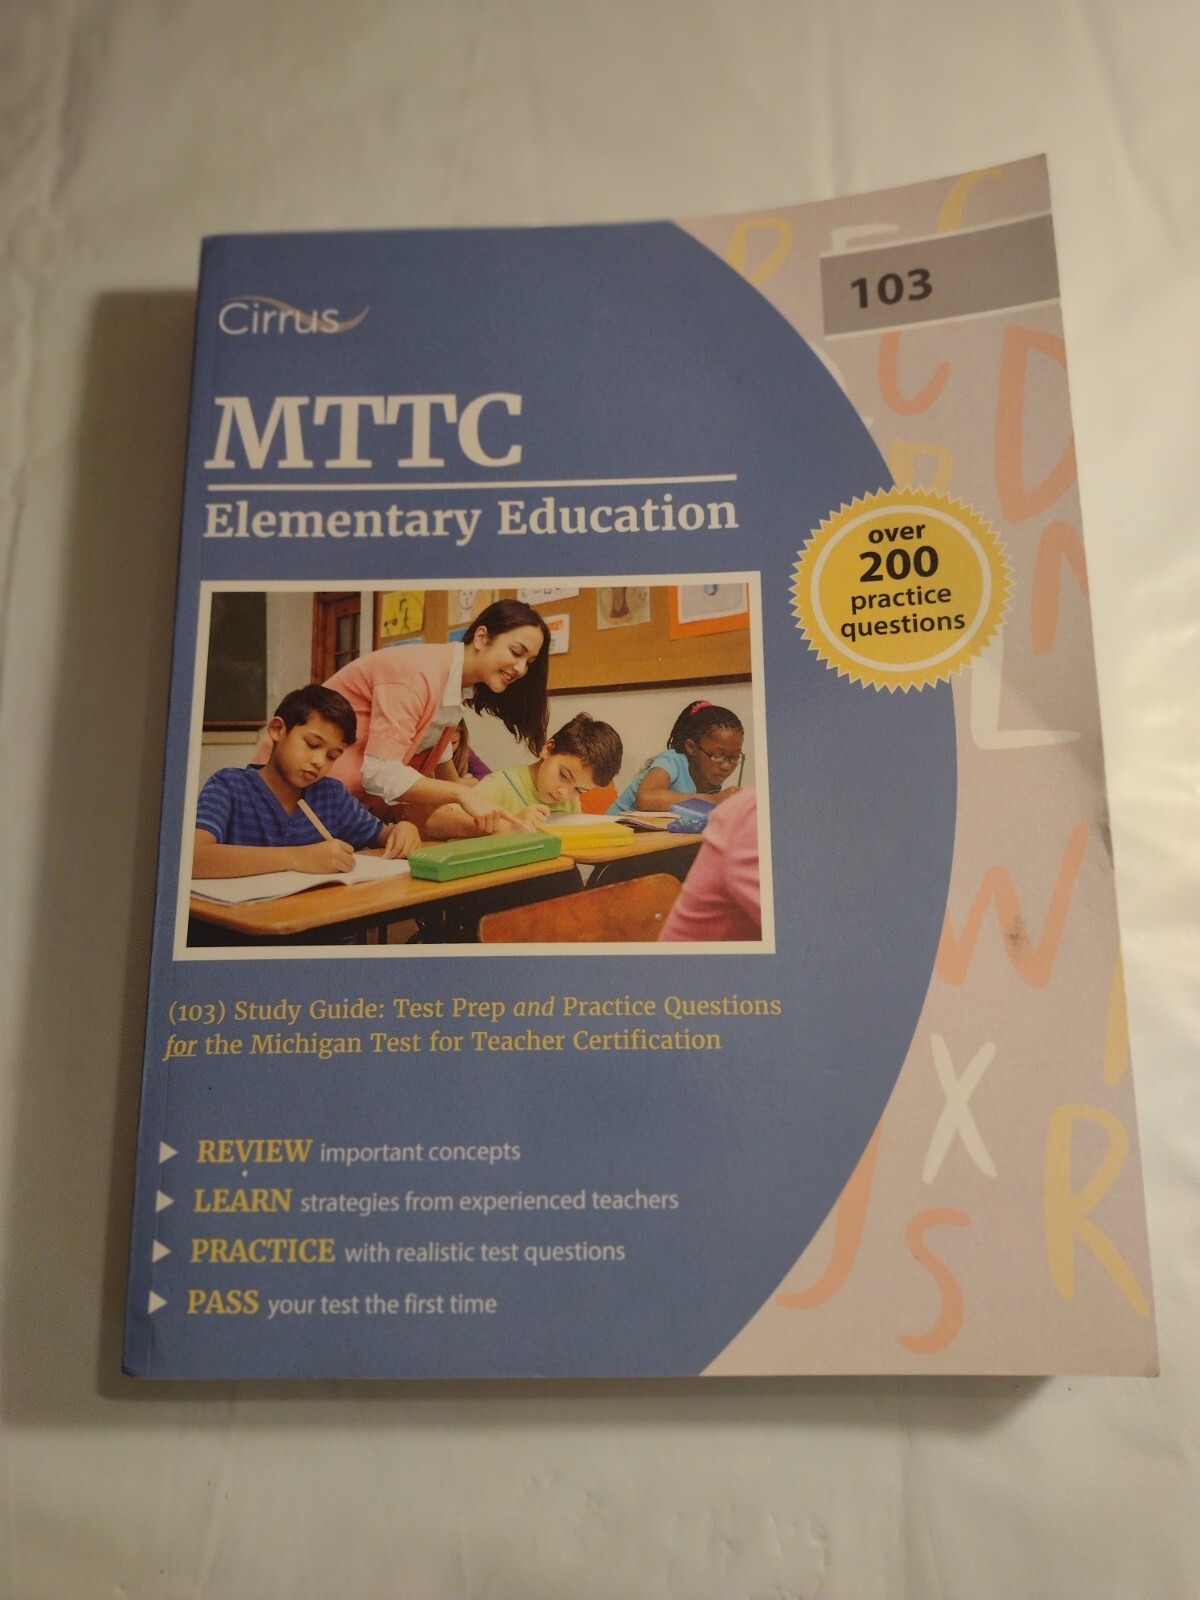 Cirrus
103
MTTC
Elementary Education
over
200
practice
questions
(103) Study Guide: Test Prep and Practice Questions
for the Michigan Test for Teacher Certification
REVIEW important concepts
LEARN strategies from experienced teachers
PRACTICE with realistic test questions
PASS your test the first time